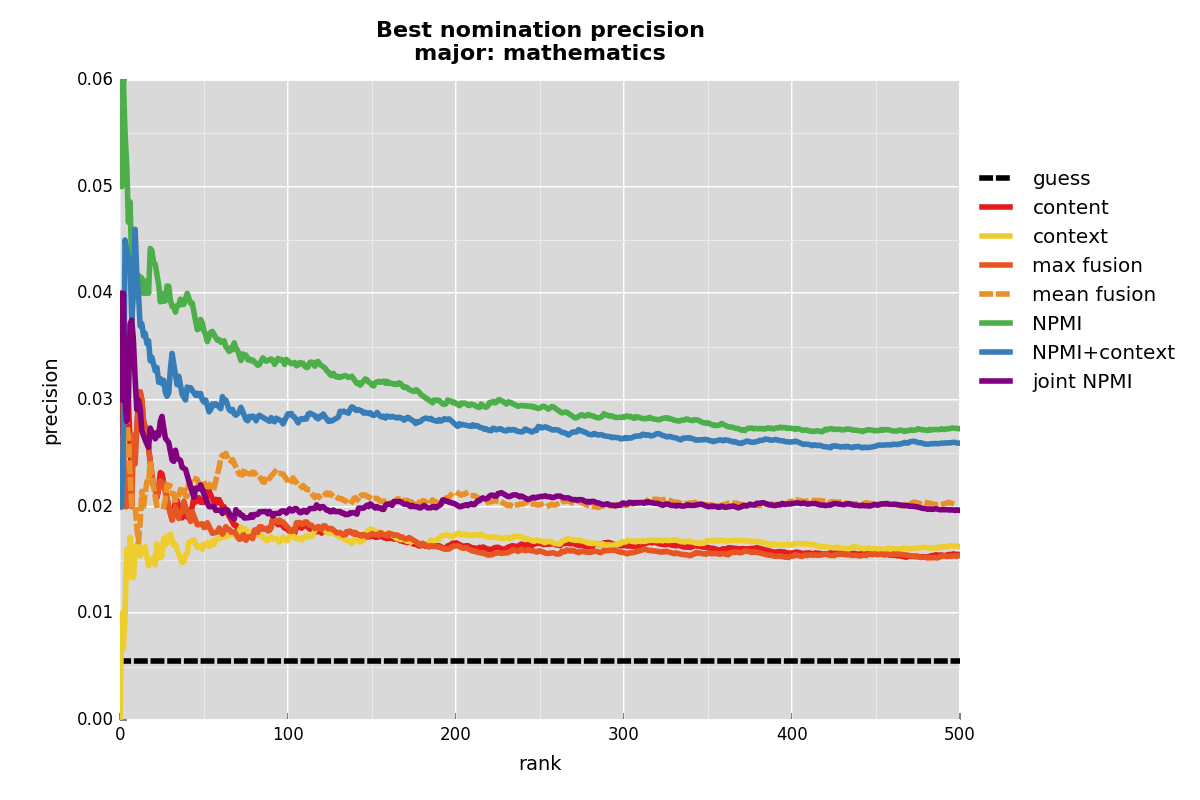 Best nomination precision
major: mathematics
precision
0.06
0.05
0.04
0.03
0.02
0.01
0.00
0
100
200
300
400
500
rank
guess
content
context
max fusion
mean fusion
NPMI
NPMI+context
joint NPMI